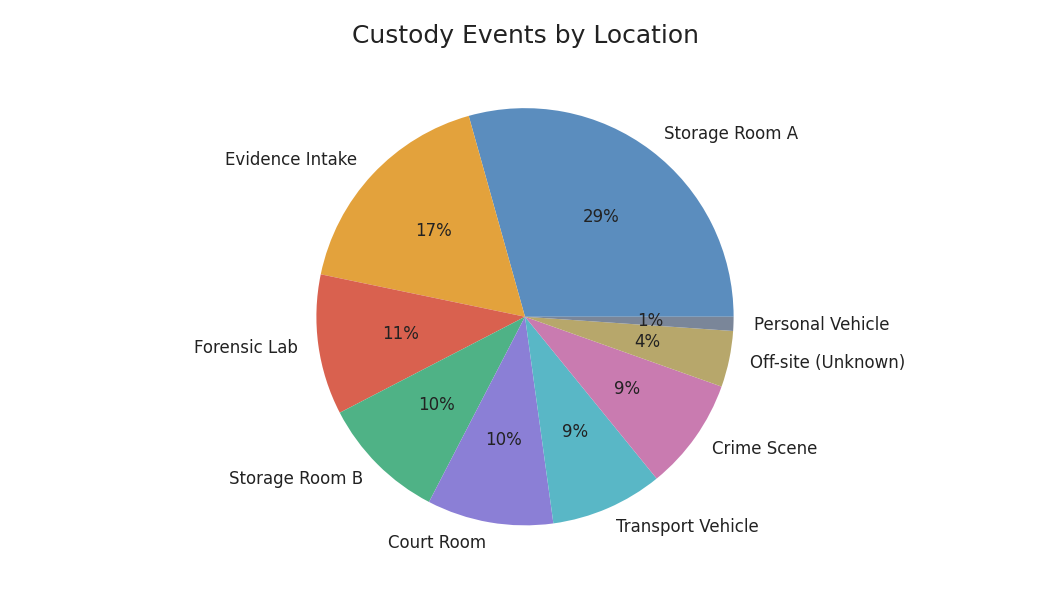 Custody Events by Location
Storage Room A
Evidence Intake
29%
17%
1%
Personal Vehicle
11%
4%
Forensic Lab
Off-site (Unknown)
9%
10%
9%
10%
Crime Scene
Storage Room B
Transport Vehicle
Court Room